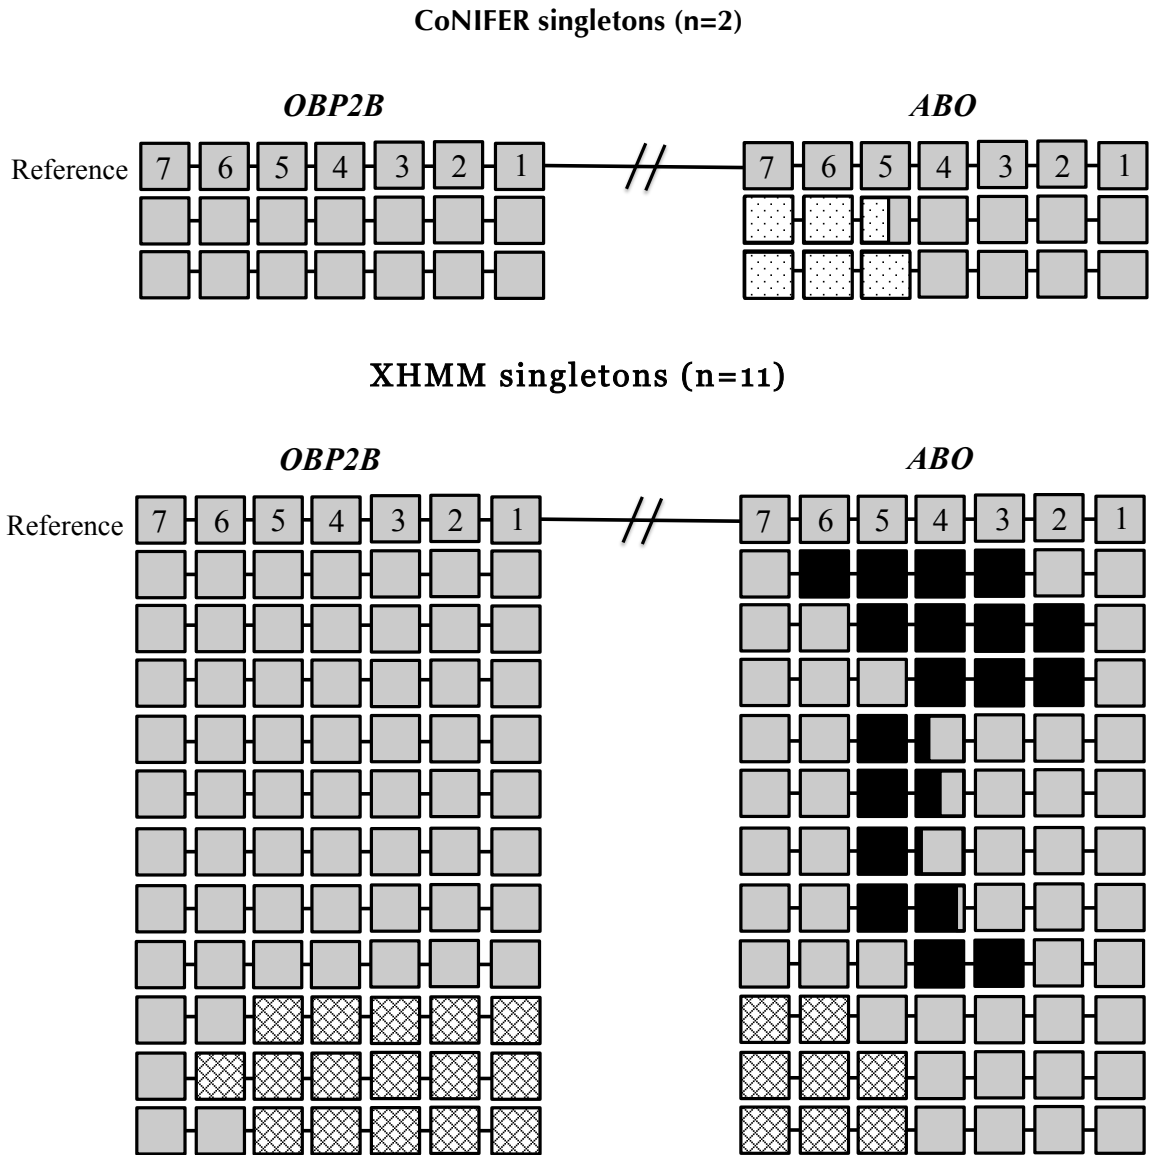 CoNIFER singletons (n=2)
OBP2B ABO
Reference 7 6 5 4 3 2 1 7 6 5 4 3 2 1
XHMM singletons (n=11)
OBP2B ABO
Reference 7 6 5 4 3 2 1 7 6 5 4 3 2 1